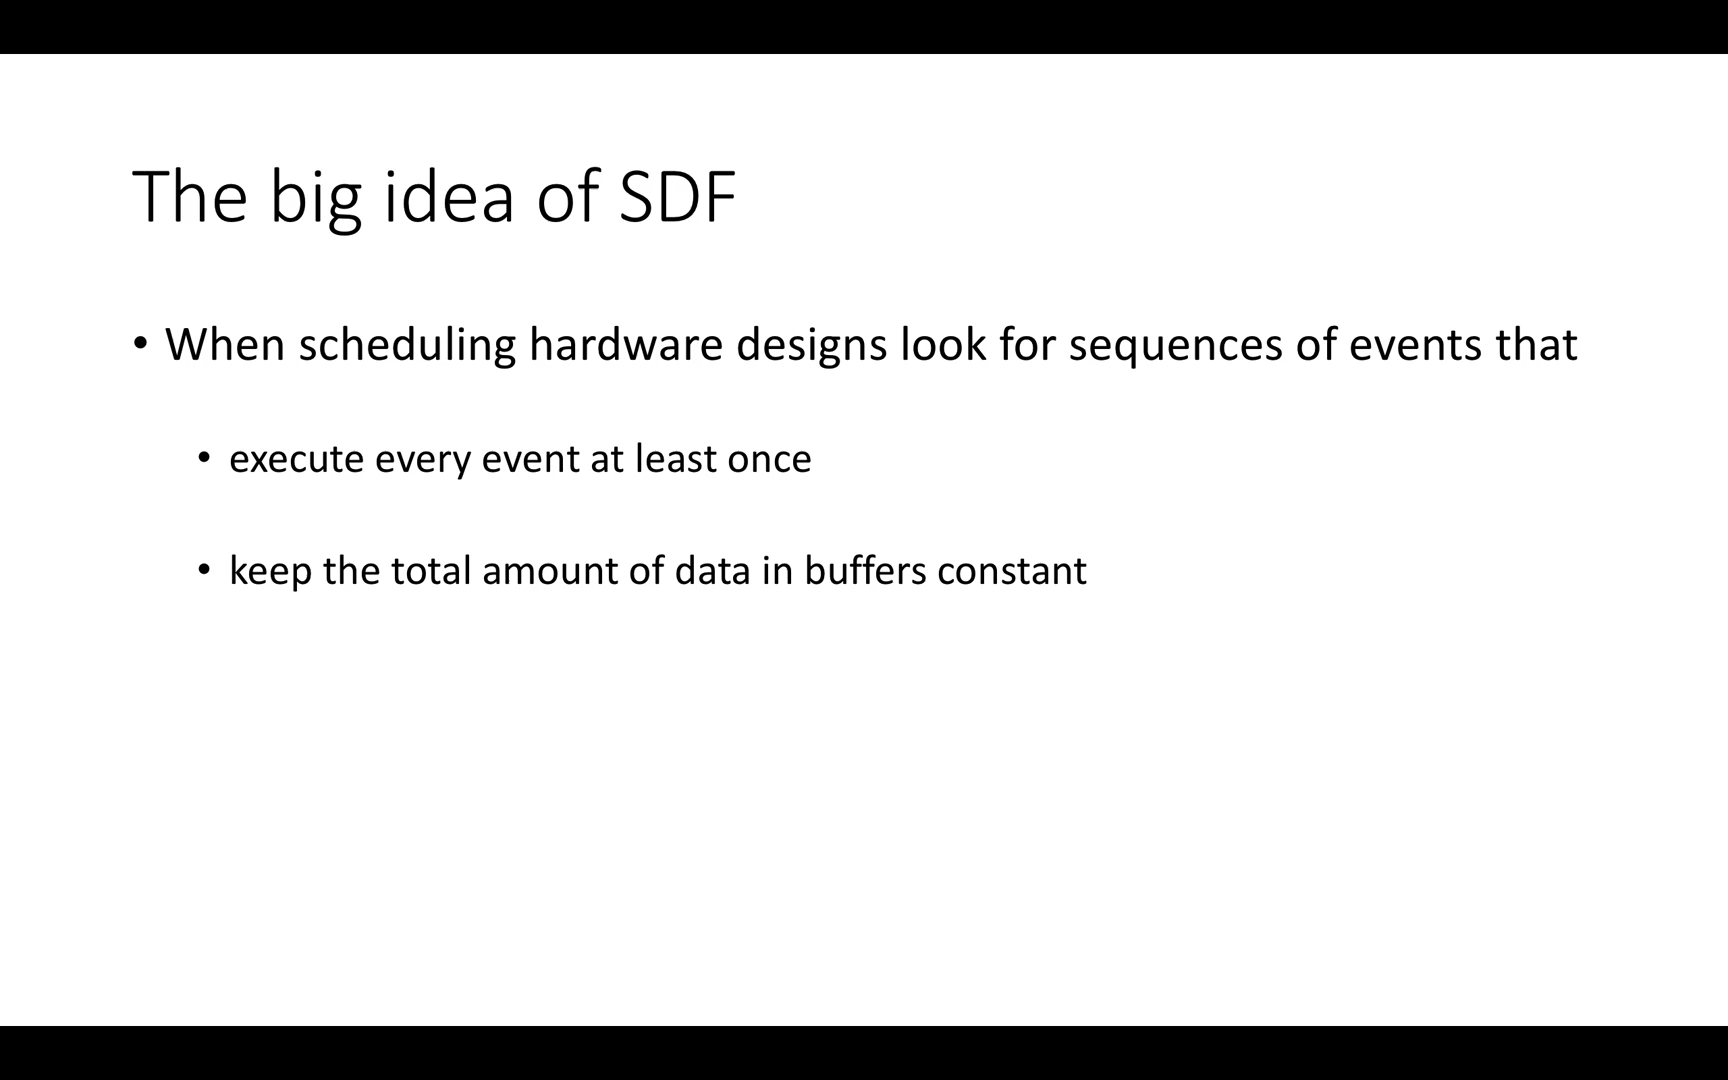 The big idea of SDF
• When scheduling hardware designs look for sequences of events that
• execute every event at least once
• keep the total amount of data in buffers constant